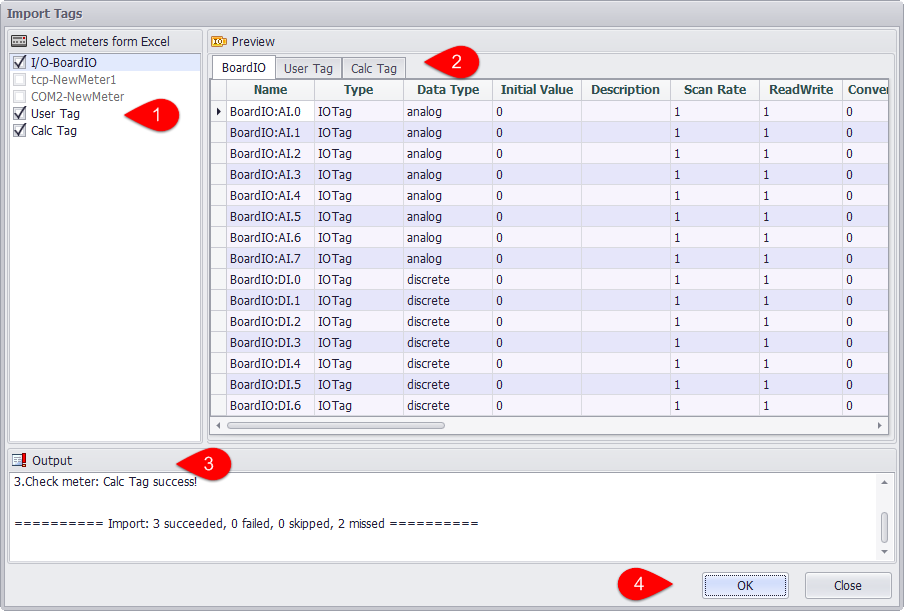 Import Tags
Select meters form Excel
I/O-BoardIO
tcp-NewMeter1
COM2-NewMeter
User Tag
Calc Tag
1
Preview
BoardIO User Tag Calc Tag
2
Name Type Data Type Initial Value Description Scan Rate ReadWrite Conver
BoardIO:AI.0 IOTag analog 0 1 1 0
BoardIO:AI.1 IOTag analog 0 1 1 0
BoardIO:AI.2 IOTag analog 0 1 1 0
BoardIO:AI.3 IOTag analog 0 1 1 0
BoardIO:AI.4 IOTag analog 0 1 1 0
BoardIO:AI.5 IOTag analog 0 1 1 0
BoardIO:AI.6 IOTag analog 0 1 1 0
BoardIO:AI.7 IOTag analog 0 1 1 0
BoardIO:DI.0 IOTag discrete 0 1 1 0
BoardIO:DI.1 IOTag discrete 0 1 1 0
BoardIO:DI.2 IOTag discrete 0 1 1 0
BoardIO:DI.3 IOTag discrete 0 1 1 0
BoardIO:DI.4 IOTag discrete 0 1 1 0
BoardIO:DI.5 IOTag discrete 0 1 1 0
BoardIO:DI.6 IOTag discrete 0 1 1 0
Output
3
3.Check meter: Calc Tag success!
========== Import: 3 succeeded, 0 failed, 0 skipped, 2 missed ==========
4
OK Close